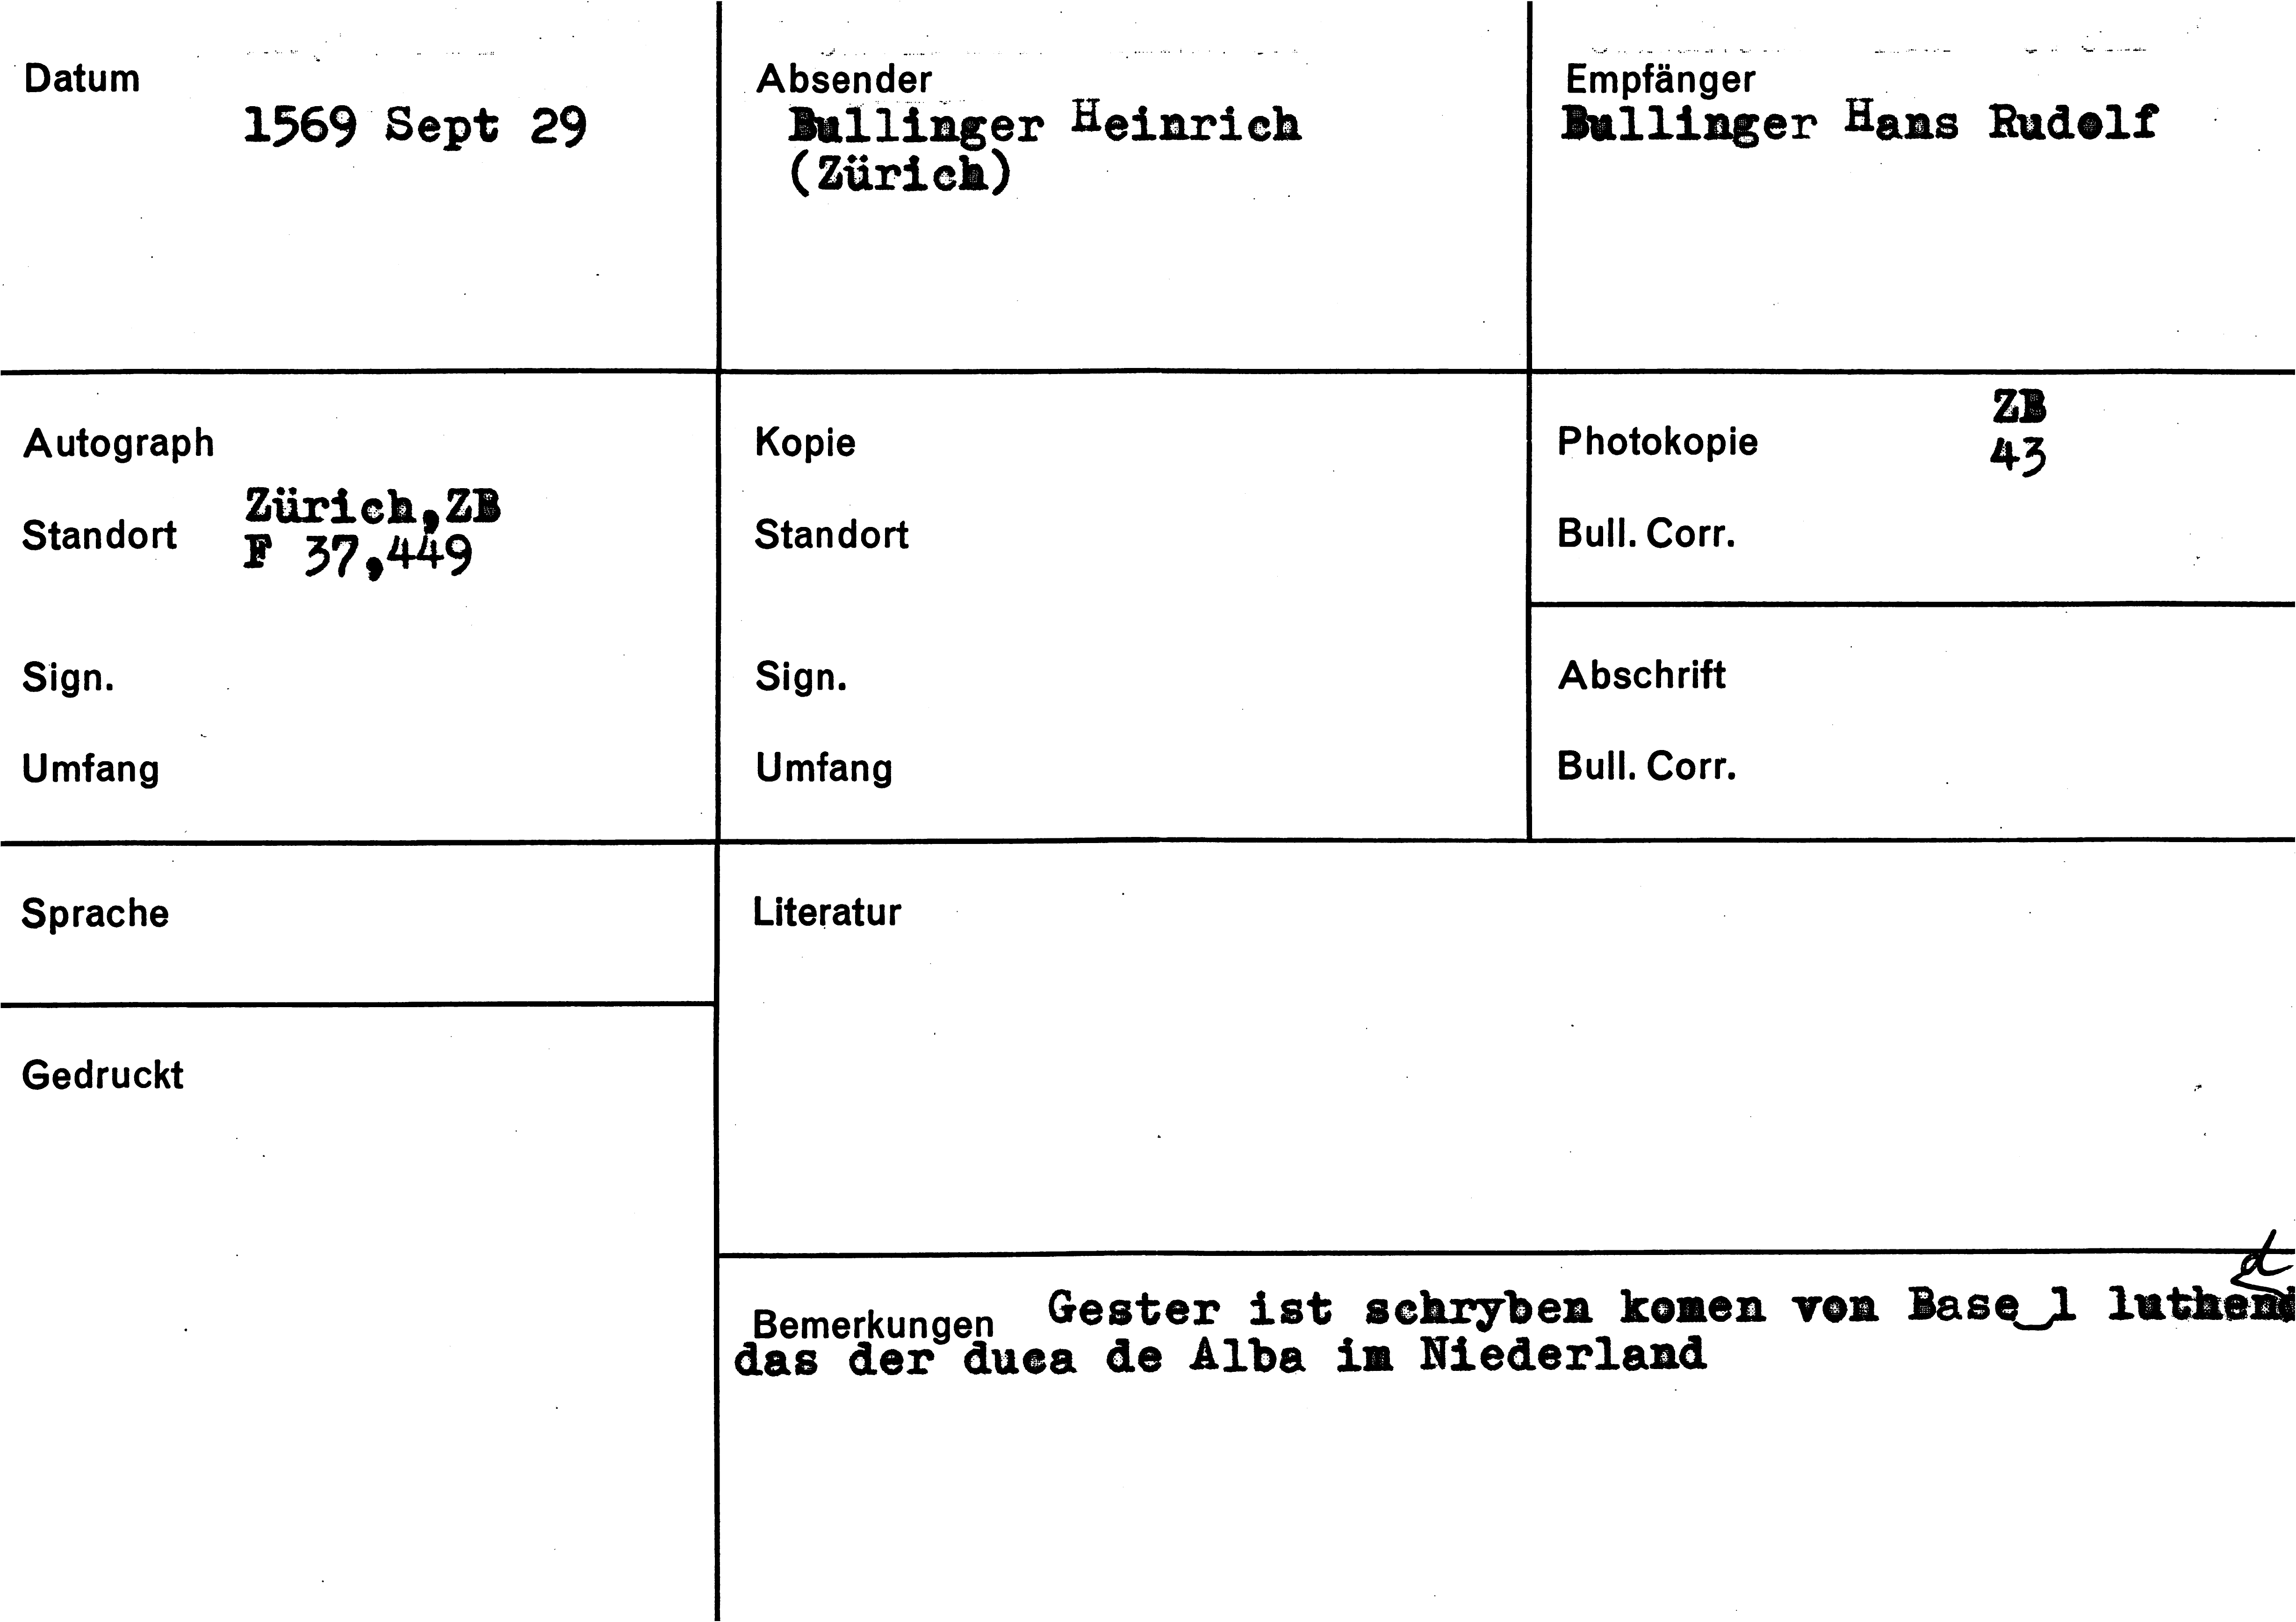 Datum
1569 Sept 29
Absender
Bullinger Heinrich
(Zürich)
Empfänger
Bullinger Hans Rudolf
Autograph
Standort
Zürich,ZB
F 37,449
Sign.
Umfang
Kopie
Standort
Sign.
Umfang
Photokopie
ZB
43
Bull. Corr.
Abschrift
Bull. Corr.
Sprache
Literatur
Gedruckt
Bemerkungen Gester ist schryben komen von Basel
das der duca de Alba im Niederland